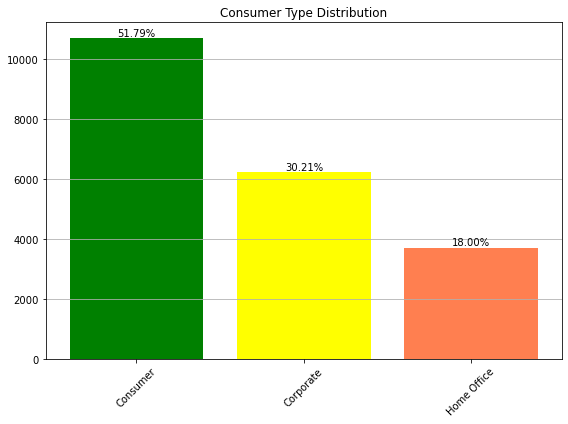 Consumer Type Distribution
51.79%
30.21%
18.00%
10000
8000
6000
4000
2000
0
Consumer
Corporate
Home Office